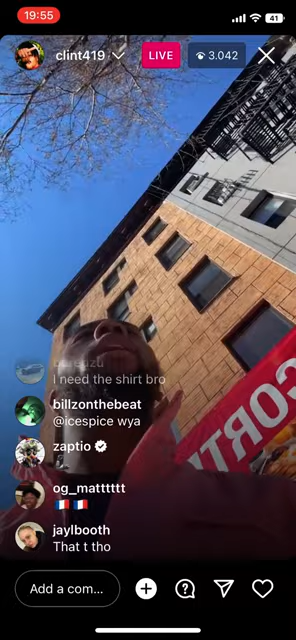 19:55
41
clint419
LIVE
3.042
I need the shirt bro
billzonthebeat
@icespice wya
zaptio
og_mattttttt
jaylbooth
That t tho
Add a com...